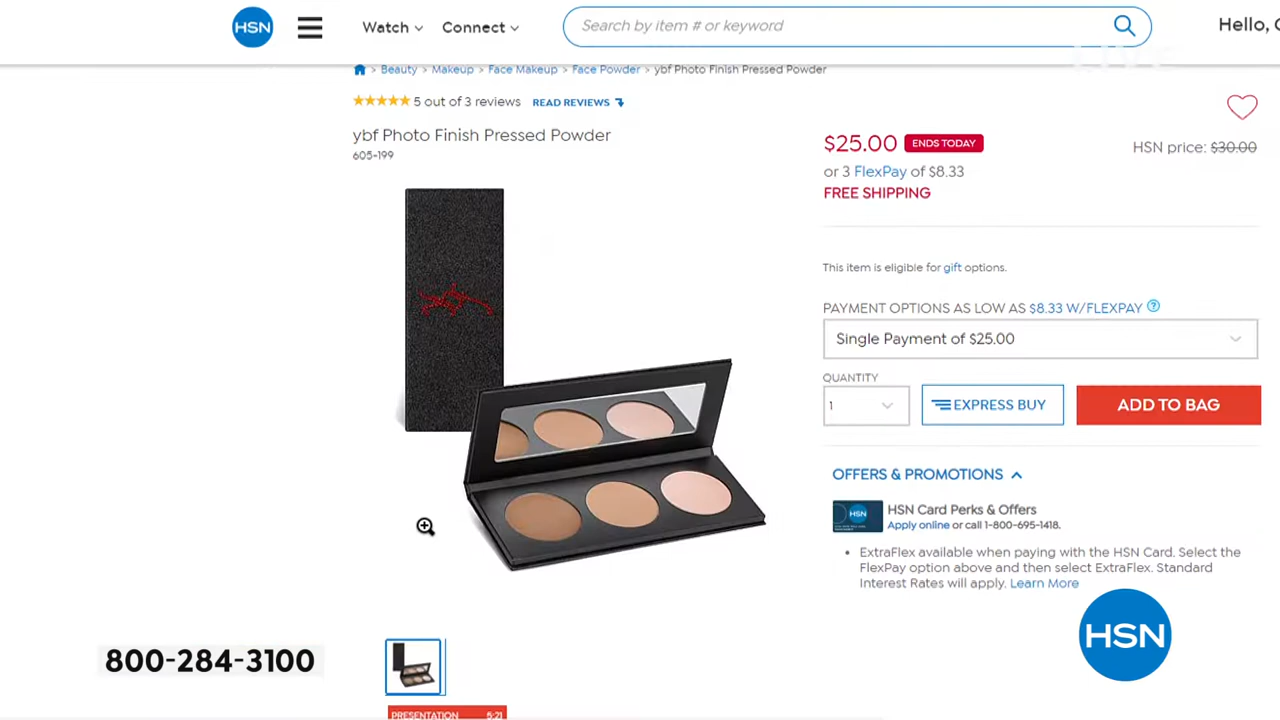 HSN
Watch
Connect
Search by item # or keyword
Hello,
LIVE
> Beauty > Makeup > Face Makeup > Face Powder > ybf Photo Finish Pressed Powder
5 out of 3 reviews READ REVIEWS
ybf Photo Finish Pressed Powder
605-199
$25.00 ENDS TODAY
HSN price: $30.00
or 3 FlexPay of $8.33
FREE SHIPPING
This item is eligible for gift options.
PAYMENT OPTIONS AS LOW AS $8.33 W/FLEXPAY ?
Single Payment of $25.00
QUANTITY
1
EXPRESS BUY
ADD TO BAG
OFFERS & PROMOTIONS
HSN
HSN Card Perks & Offers
Apply online or call 1-800-695-1418.
• ExtraFlex available when paying with the HSN Card. Select the
FlexPay option above and then select ExtraFlex. Standard
Interest Rates will apply. Learn More
HSN
800-284-3100
PRESENTATION 5:21